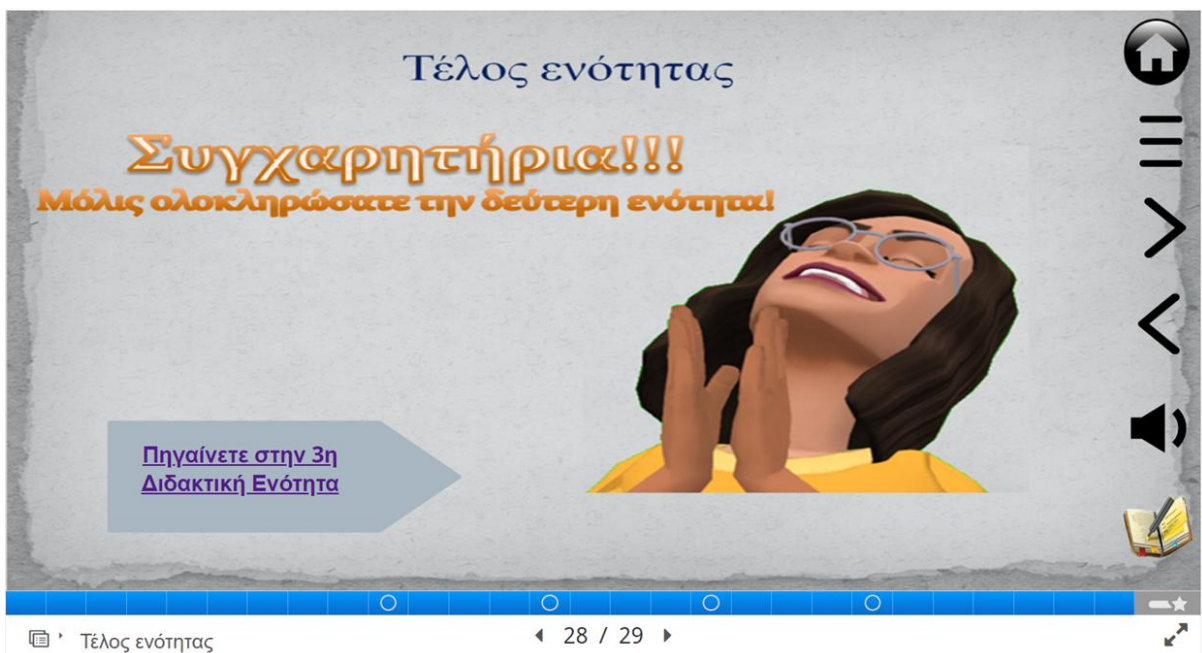 Τέλος ενότητας
Συγχαρητήρια!!!
Μόλις ολοκληρώσατε την δεύτερη ενότητα!
Πηγαίνετε στην 3η
Διδακτική Ενότητα
Τέλος ενότητας
28 / 29